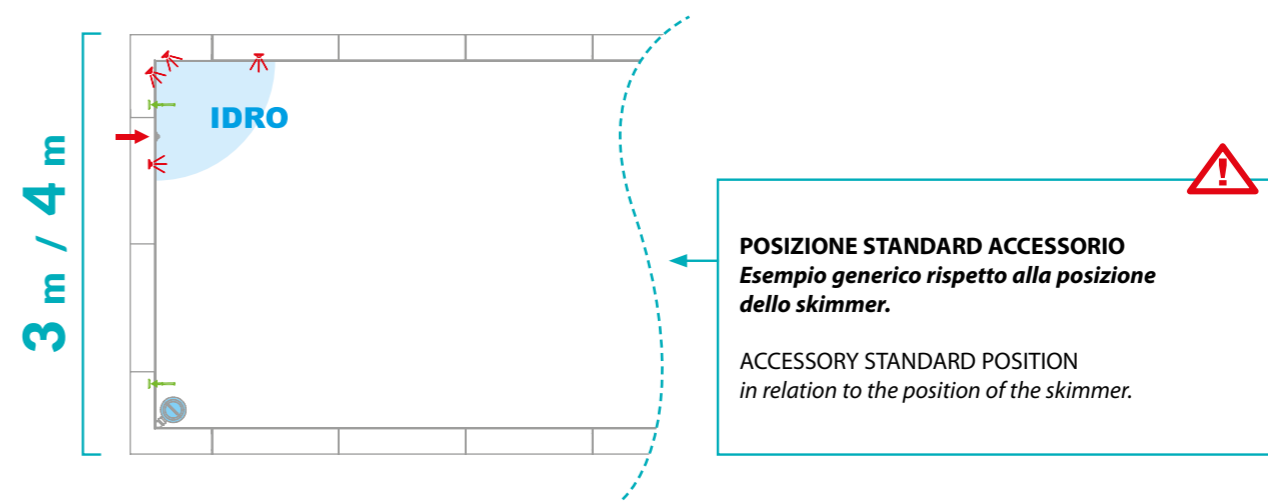 3 m / 4 m
IDRO
POSIZIONE STANDARD ACCESSORIO
Esempio generico rispetto alla posizione
dello skimmer.
ACCESSORY STANDARD POSITION
in relation to the position of the skimmer.